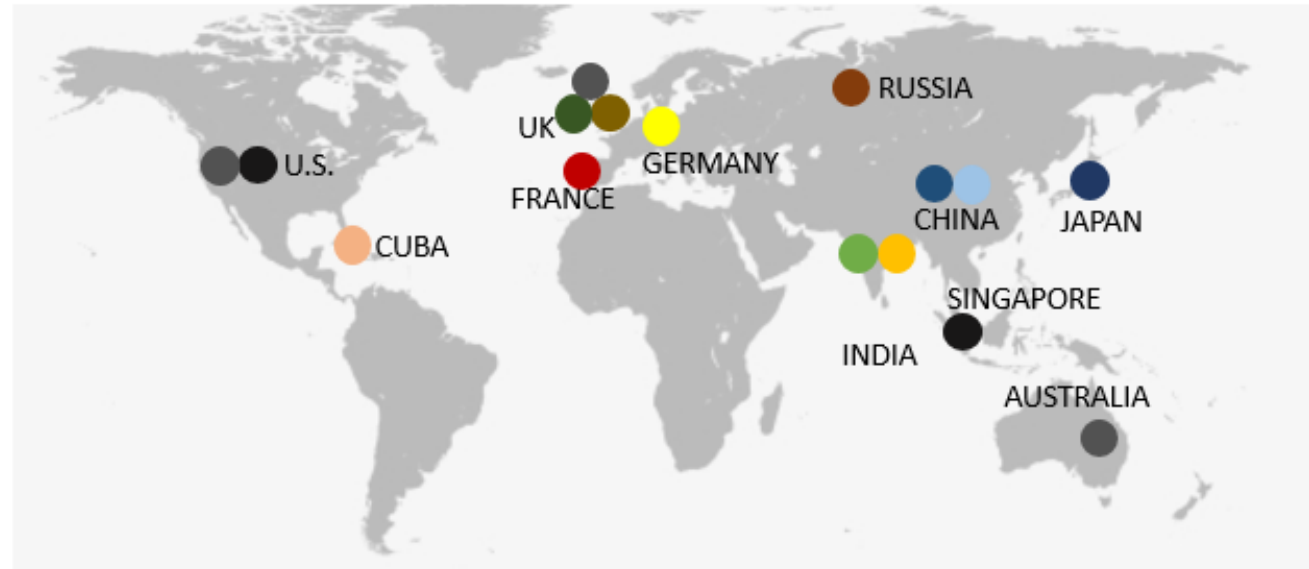 RUSSIA
UK
GERMANY
U.S.
FRANCE
CHINA
JAPAN
CUBA
SINGAPORE
INDIA
AUSTRALIA